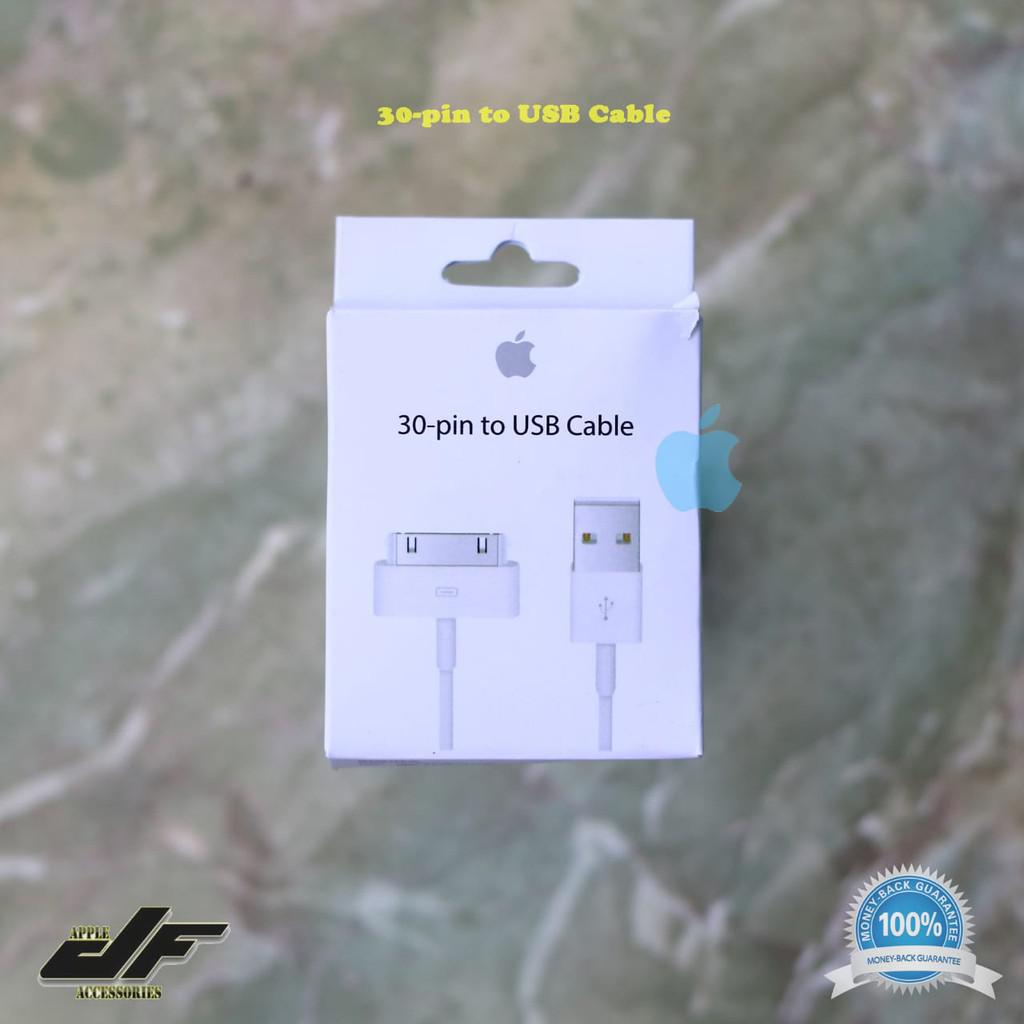 30-pin to USB Cable
30-pin to USB Cable
APPLE
JF
ACCESSORIES
MONEY-BACK GUARANTEE
100%
MONEY-BACK GUARANTEE